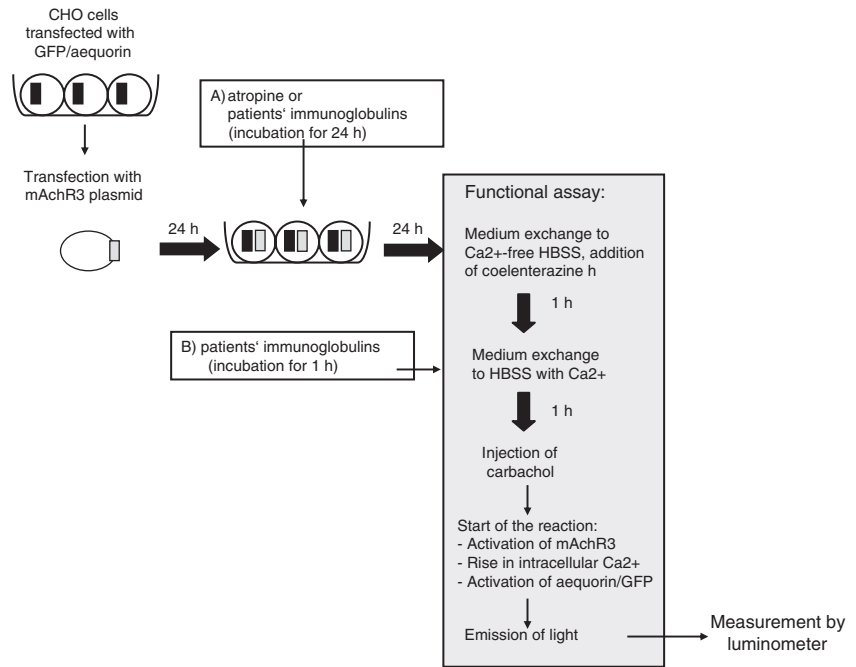 CHO cells
transfected with
GFP/aequorin
Transfection with
mAchR3 plasmid
24 h
A) atropine or
patients‘ immunoglobulins
(incubation for 24 h)
24 h
B) patients‘ immunoglobulins
(incubation for 1 h)
Functional assay:
Medium exchange to
Ca2+-free HBSS, addition
of coelenterazine h
1 h
Medium exchange
to HBSS with Ca2+
1 h
Injection of
carbachol
Start of the reaction:
- Activation of mAchR3
- Rise in intracellular Ca2+
- Activation of aequorin/GFP
Emission of light
Measurement by
luminometer